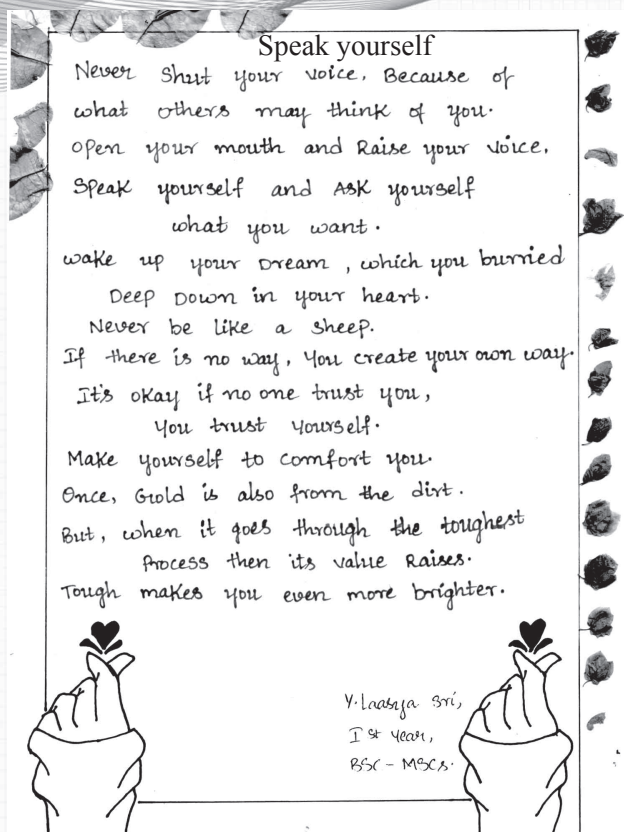 Speak yourself
Never Shut your voice, Because of
what others may think of you.
Open your mouth and Raise your voice,
Speak yourself and Ask yourself
what you want.
wake up your Dream, which you burried
Deep Down in your heart.
Never be like a sheep.
If there is no way, you create your own way.
It's okay if no one trust you,
You trust yourself.
Make yourself to comfort you.
Once, Gold is also from the dirt.
But, when it goes through the toughest
Process then its value Raises.
Tough makes you even more brighter.
Y. Laasya Sri,
I st year,
BSc - MSCs.